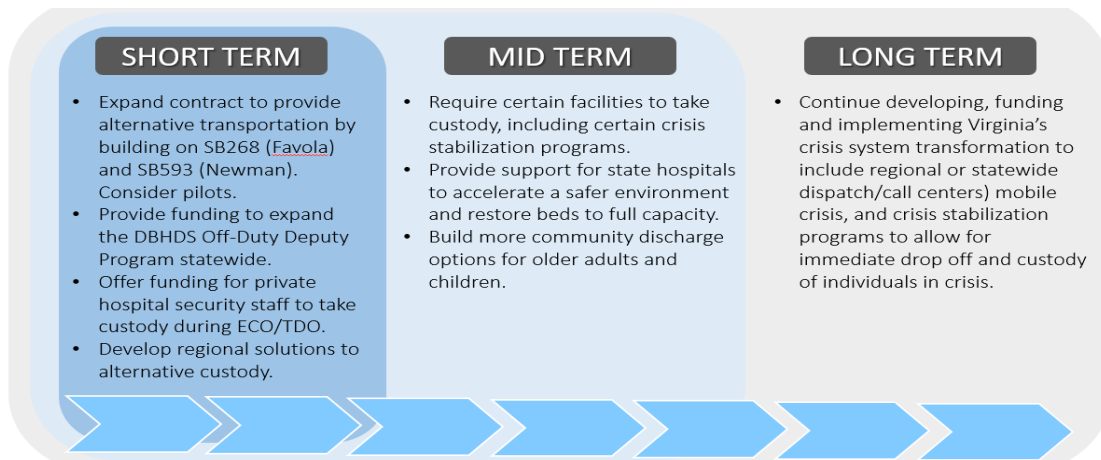 SHORT TERM
• Expand contract to provide
alternative transportation by
building on SB268 (Favola)
and SB593 (Newman).
Consider pilots.
• Provide funding to expand
the DBHDS Off-Duty Deputy
Program statewide.
• Offer funding for private
hospital security staff to take
custody during ECO/TDO.
• Develop regional solutions to
alternative custody.
MID TERM
• Require certain facilities to take
custody, including certain crisis
stabilization programs.
• Provide support for state hospitals
to accelerate a safer environment
and restore beds to full capacity.
• Build more community discharge
options for older adults and
children.
LONG TERM
• Continue developing, funding
and implementing Virginia’s
crisis system transformation to
include regional or statewide
dispatch/call centers) mobile
crisis, and crisis stabilization
programs to allow for
immediate drop off and custody
of individuals in crisis.